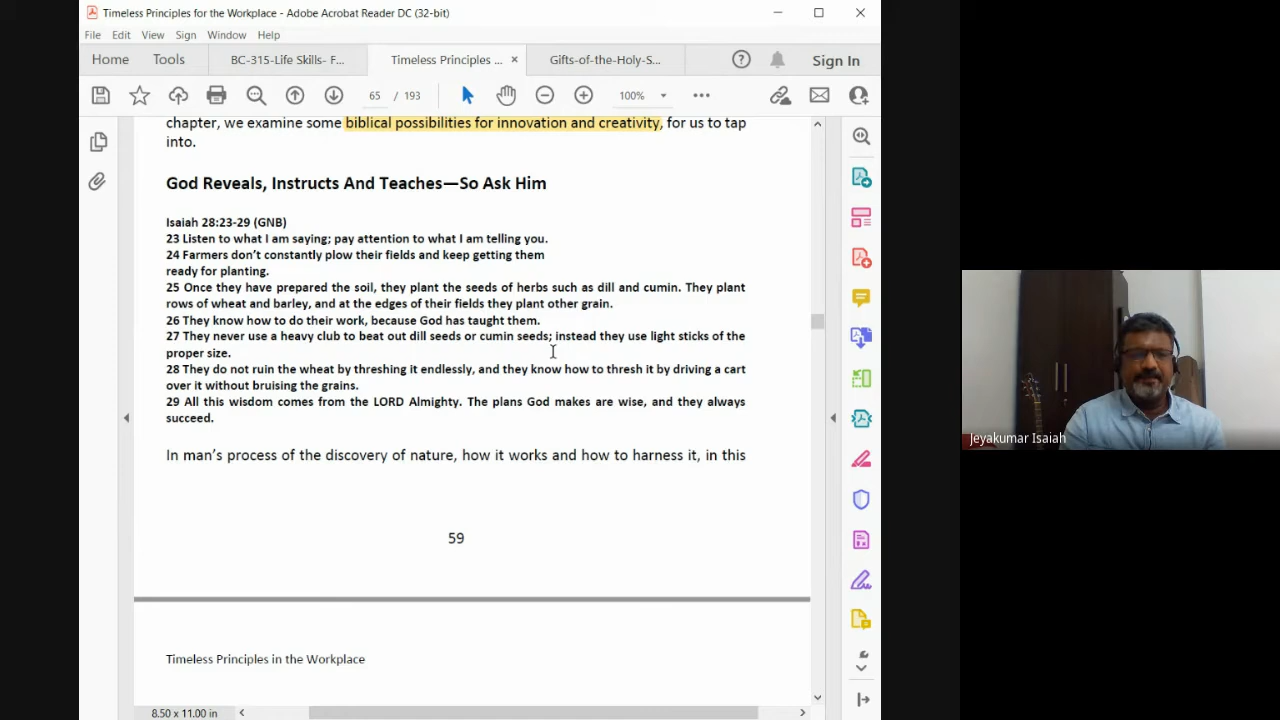 Timeless Principles for the Workplace - Adobe Acrobat Reader DC (32-bit)
File Edit View Sign Window Help
Home Tools BC-315-Life Skills- F... Timeless Principles ... × Gifts-of-the-Holy-S... Sign In
65 / 193 100%
chapter, we examine some biblical possibilities for innovation and creativity, for us to tap
into.
God Reveals, Instructs And Teaches—So Ask Him
Isaiah 28:23-29 (GNB)
23 Listen to what I am saying; pay attention to what I am telling you.
24 Farmers don't constantly plow their fields and keep getting them
ready for planting.
25 Once they have prepared the soil, they plant the seeds of herbs such as dill and cumin. They plant
rows of wheat and barley, and at the edges of their fields they plant other grain.
26 They know how to do their work, because God has taught them.
27 They never use a heavy club to beat out dill seeds or cumin seeds; instead they use light sticks of the
proper size.
28 They do not ruin the wheat by threshing it endlessly, and they know how to thresh it by driving a cart
over it without bruising the grains.
29 All this wisdom comes from the LORD Almighty. The plans God makes are wise, and they always
succeed.
In man's process of the discovery of nature, how it works and how to harness it, in this
59
Timeless Principles in the Workplace
8.50 x 11.00 in
Jeyakumar Isaiah